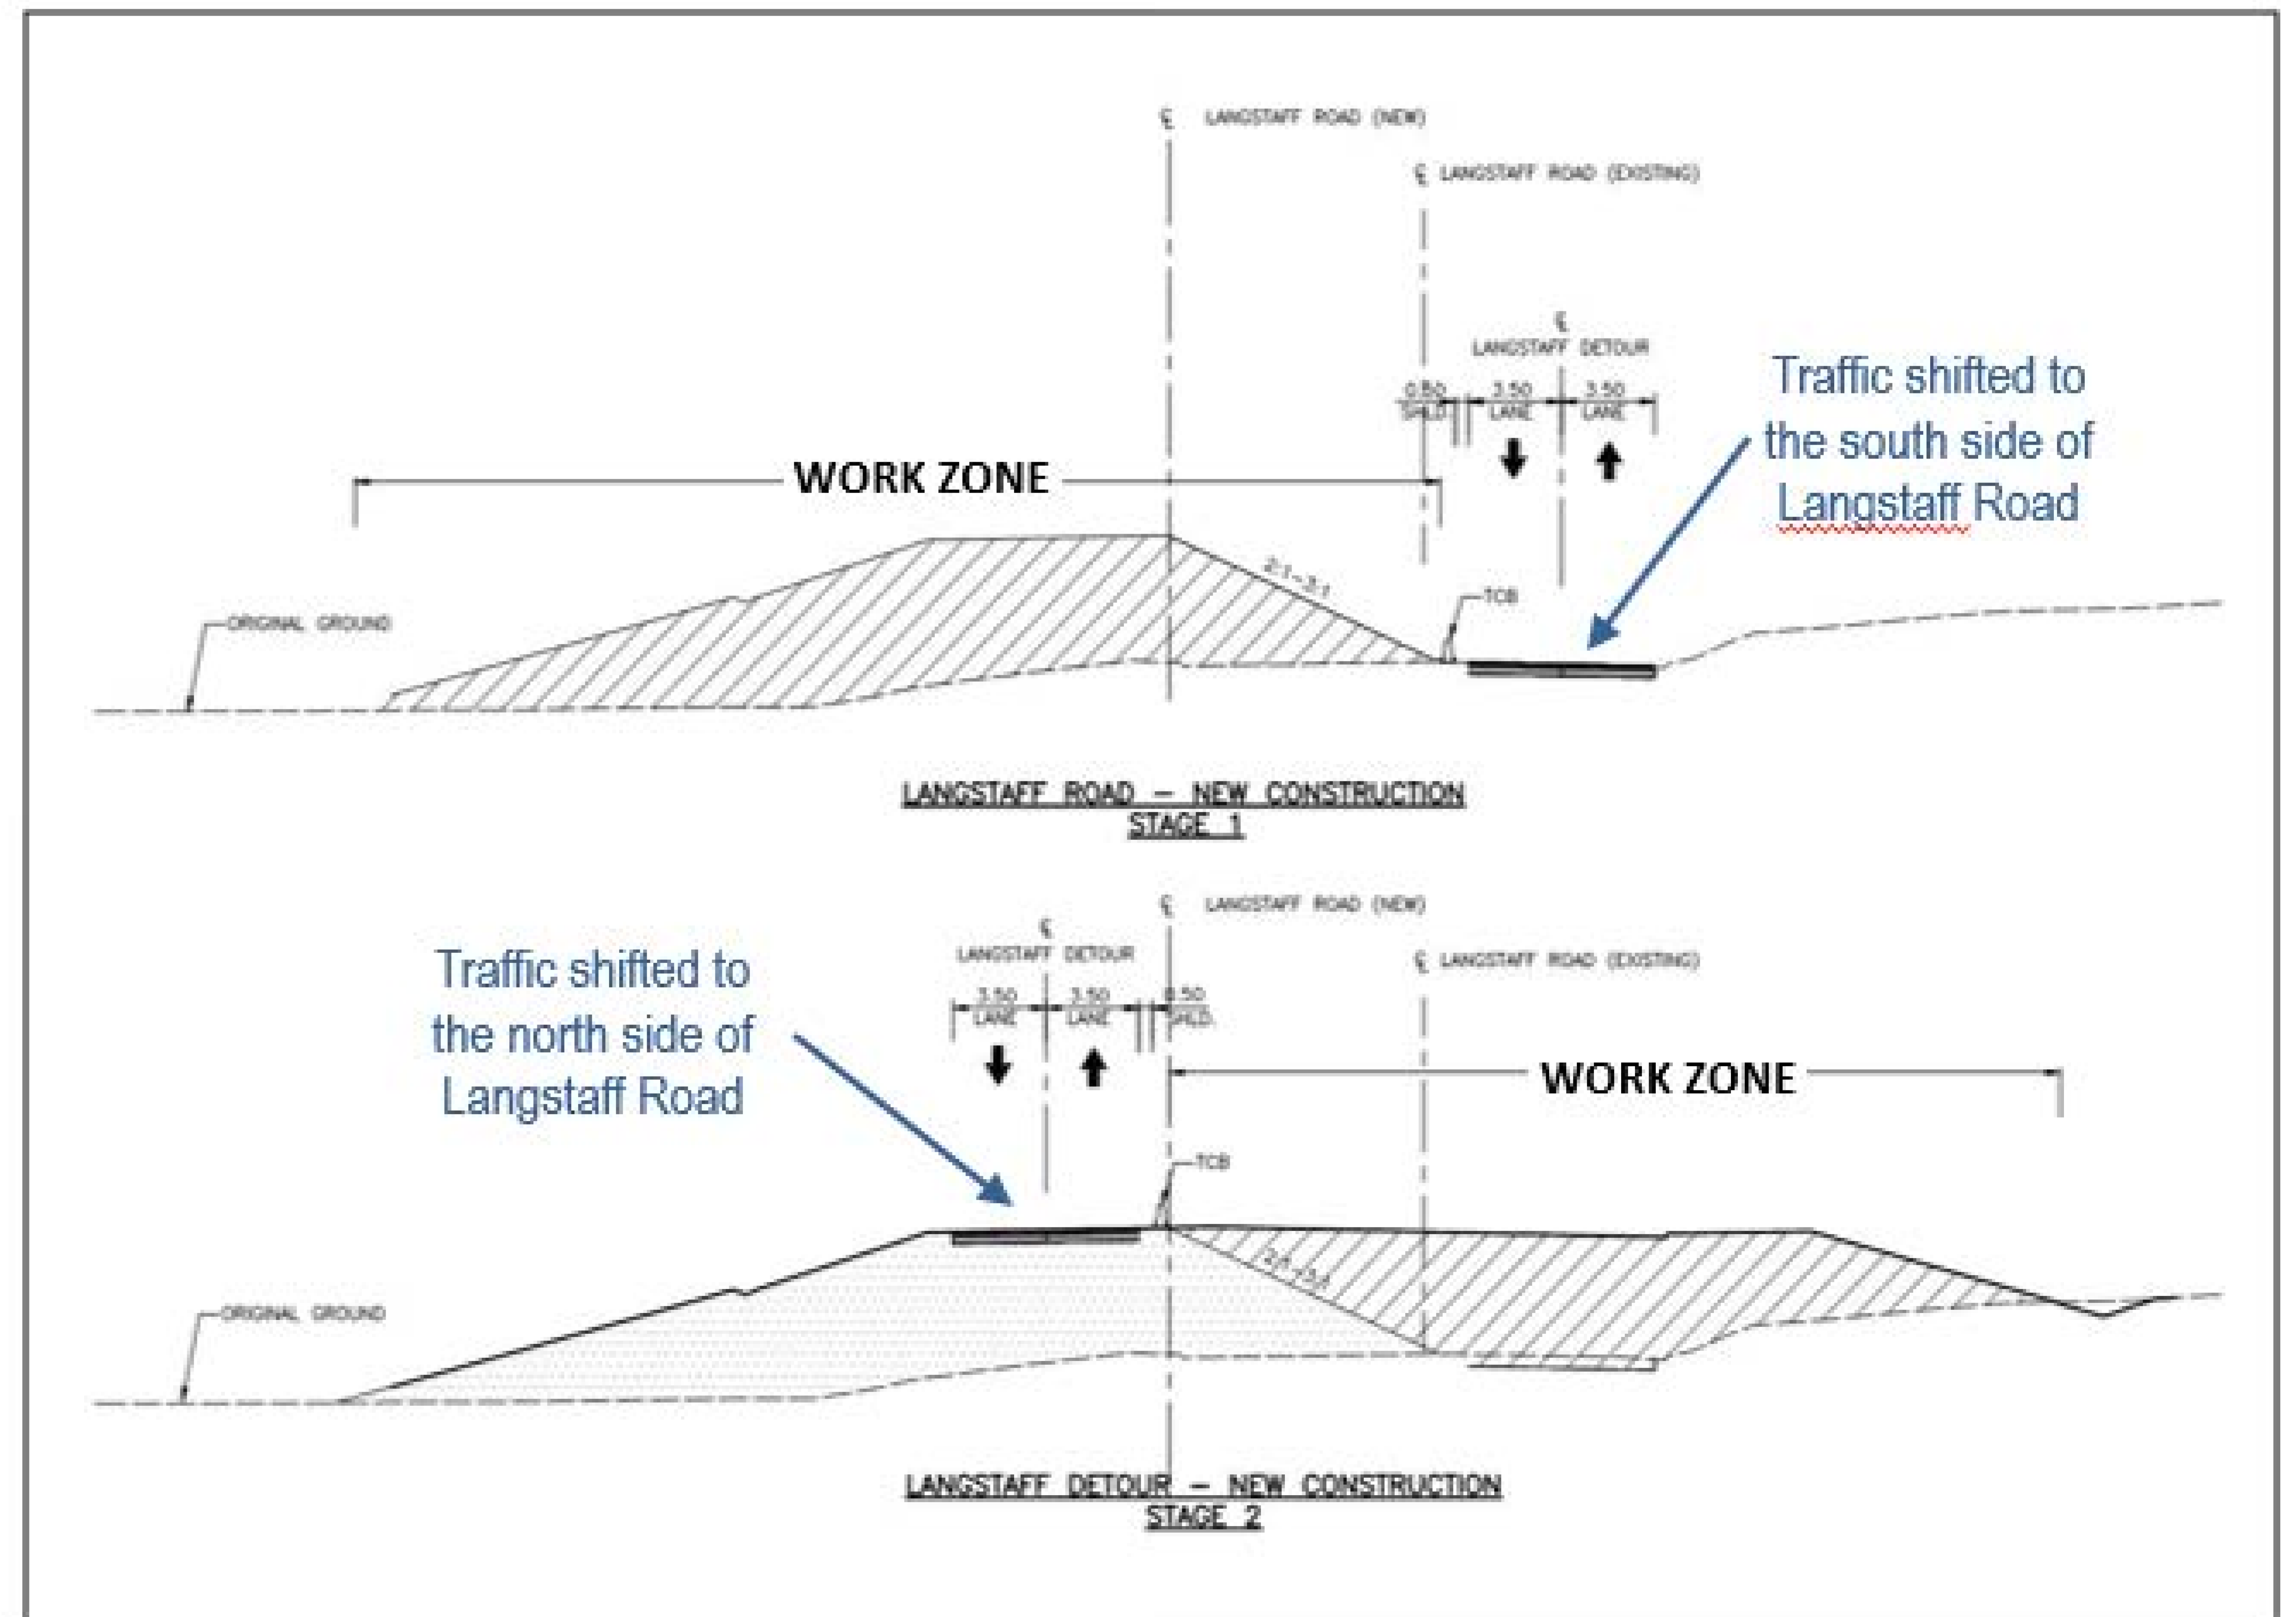 ℄ LANGSTAFF ROAD (NEW)
℄ LANGSTAFF ROAD (EXISTING)
℄
LANGSTAFF DETOUR
0.50 3.50 3.50
SHLD. LANE LANE
Traffic shifted to
the south side of
Langstaff Road
WORK ZONE
2:1-3:1
TCB
ORIGINAL GROUND
LANGSTAFF ROAD – NEW CONSTRUCTION
STAGE 1
℄ LANGSTAFF ROAD (NEW)
℄
LANGSTAFF DETOUR
℄ LANGSTAFF ROAD (EXISTING)
3.50 3.50 0.50
LANE LANE SHLD.
Traffic shifted to
the north side of
Langstaff Road
WORK ZONE
TCB
2:1-3:1
ORIGINAL GROUND
LANGSTAFF DETOUR – NEW CONSTRUCTION
STAGE 2